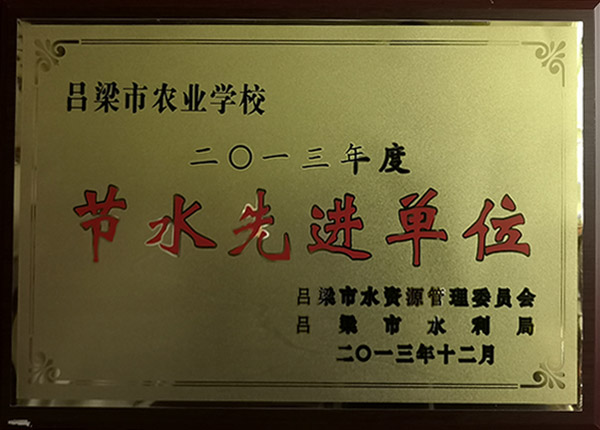 吕梁市农业学校
二〇一三年度
节水先进单位
吕梁市水资源管理委员会
吕梁市水利局
二〇一三年十二月